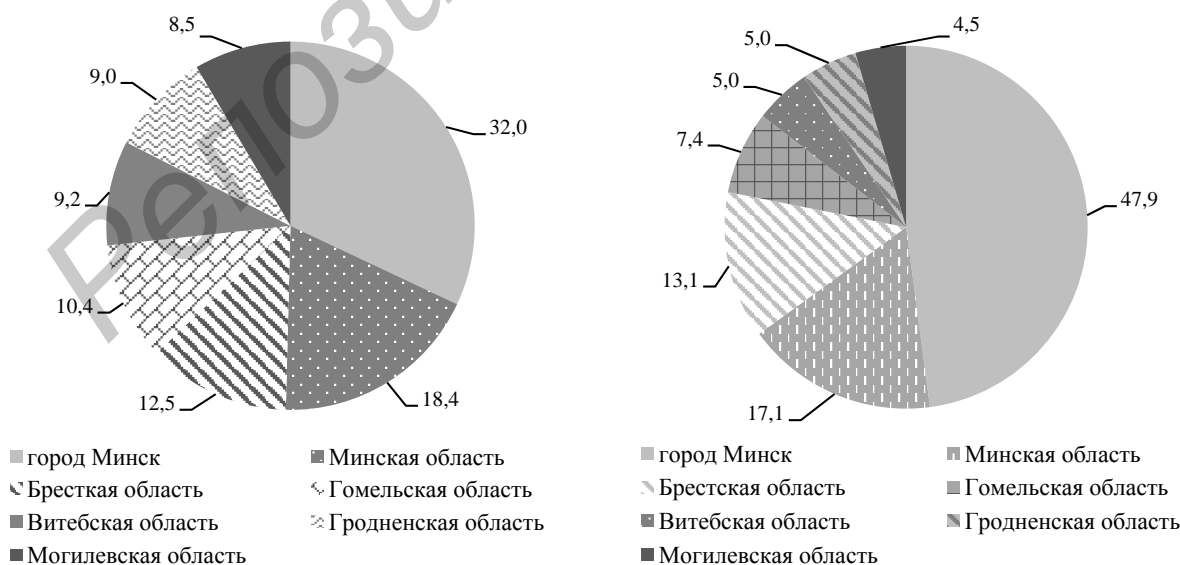 8,5
9,0
32,0
9,2
10,4
12,5
18,4
город Минск
Минская область
Бресткая область
Гомельская область
Витебская область
Гродненская область
Могилевская область
4,5
5,0
5,0
7,4
47,9
13,1
17,1
город Минск
Минская область
Брестская область
Гомельская область
Витебская область
Гродненская область
Могилевская область